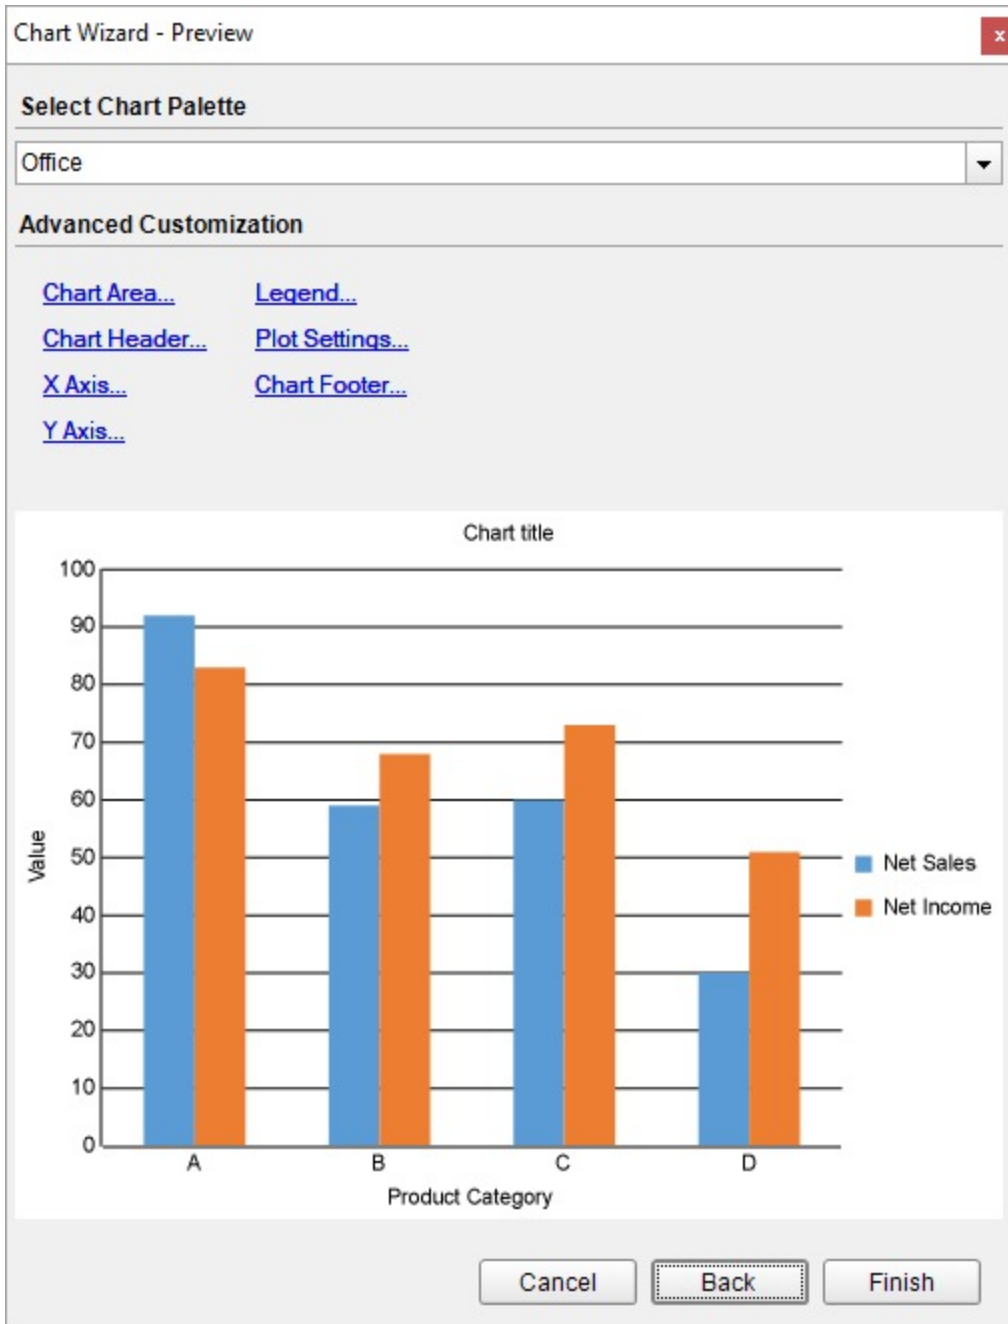 Chart Wizard - Preview
x
Select Chart Palette
Office
Advanced Customization
Chart Area... Legend...
Chart Header... Plot Settings...
X Axis... Chart Footer...
Y Axis...
Chart title
100
90
80
70
60
50
40
30
20
10
0
Value
Net Sales
Net Income
A B C D
Product Category
Cancel Back Finish